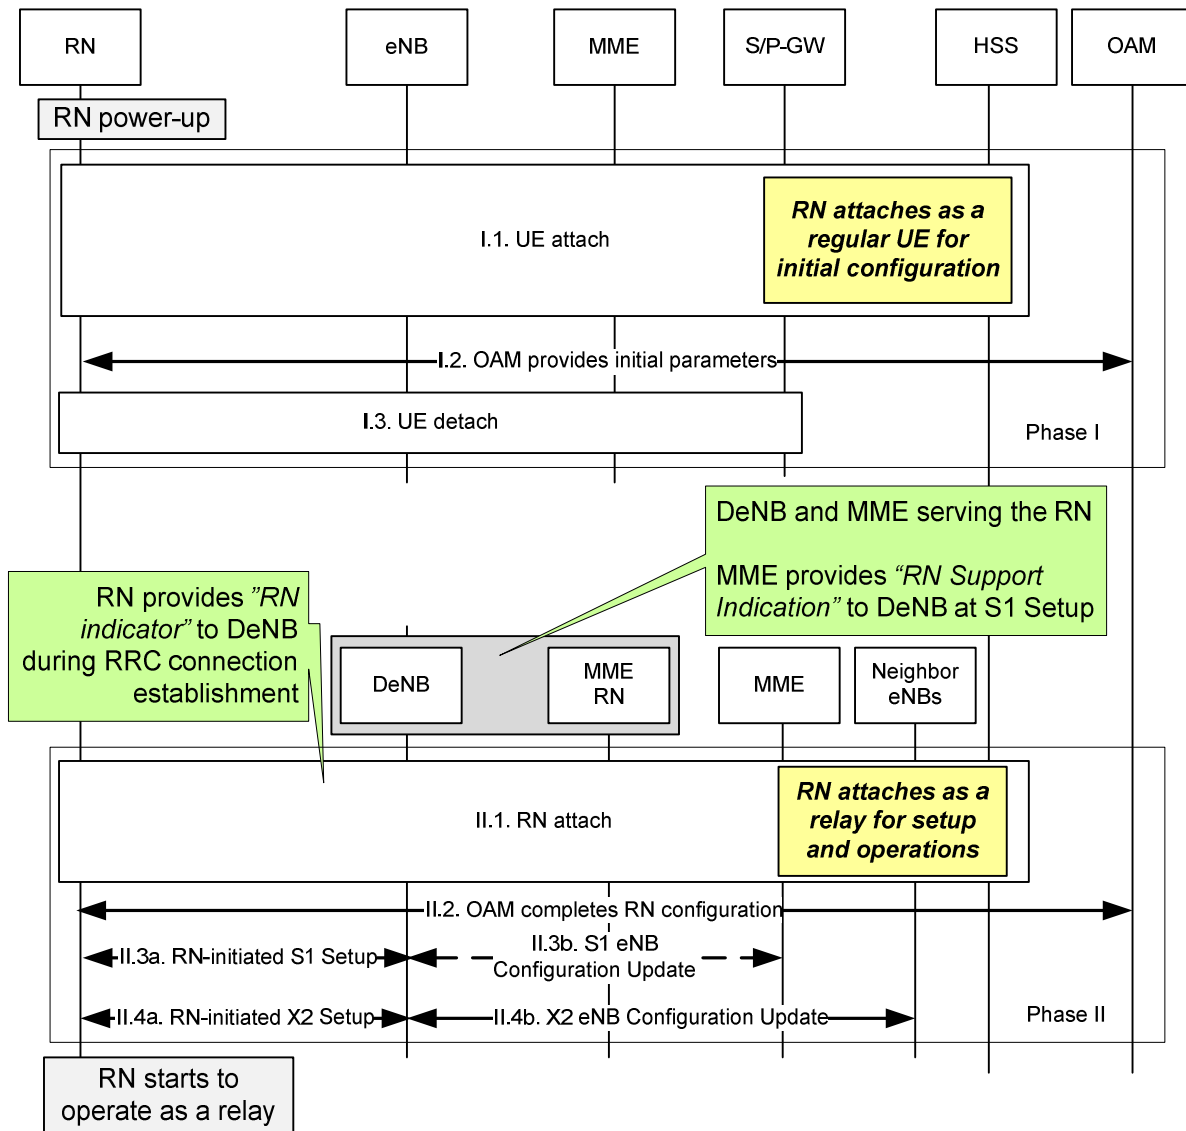 RN
eNB
MME
S/P-GW
HSS
OAM
RN power-up
I.1. UE attach
RN attaches as a
regular UE for
initial configuration
I.2. OAM provides initial parameters
I.3. UE detach
Phase I
DeNB and MME serving the RN
MME provides “RN Support
Indication” to DeNB at S1 Setup
RN provides ”RN
indicator” to DeNB
during RRC connection
establishment
DeNB
MME
RN
MME
Neighbor
eNBs
II.1. RN attach
RN attaches as a
relay for setup
and operations
II.2. OAM completes RN configuration
II.3a. RN-initiated S1 Setup
II.3b. S1 eNB
Configuration Update
II.4a. RN-initiated X2 Setup
II.4b. X2 eNB Configuration Update
Phase II
RN starts to
operate as a relay